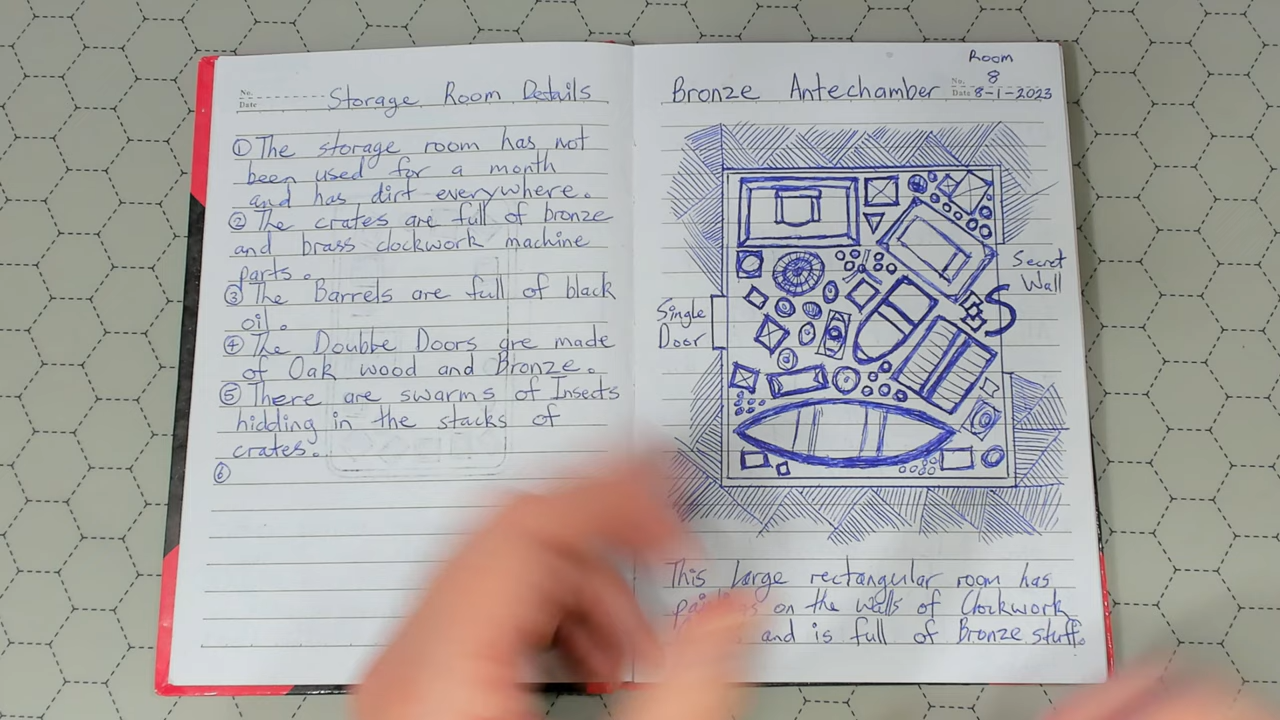 No.
Date
Storage Room Details
① The storage room has not
been used for a month
and has dirt everywhere.
② The crates are full of bronze
and brass clockwork machine
parts.
③ The Barrels are full of black
oil.
④ The Doubbe Doors are made
of Oak wood and Bronze.
⑤ There are swarms of Insects
hidding in the stacks of
crates.
⑥
Room
8
No.
Bronze Antechamber
Date 8-1-2023
Secret
Wall
S
Single
Door
This large rectangular room has
on the walls of Clockwork
and is full of Bronze stuff.